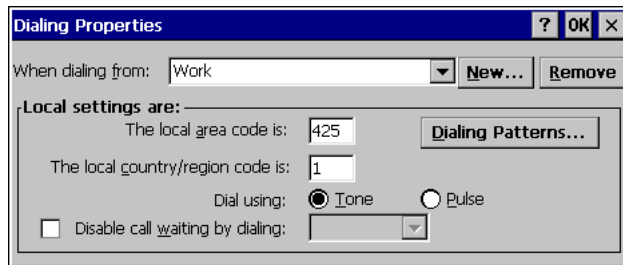 Dialing Properties ? OK ×
When dialing from: Work New... Remove
Local settings are:
The local area code is: 425 Dialing Patterns...
The local country/region code is: 1
Dial using: Tone Pulse
Disable call waiting by dialing: